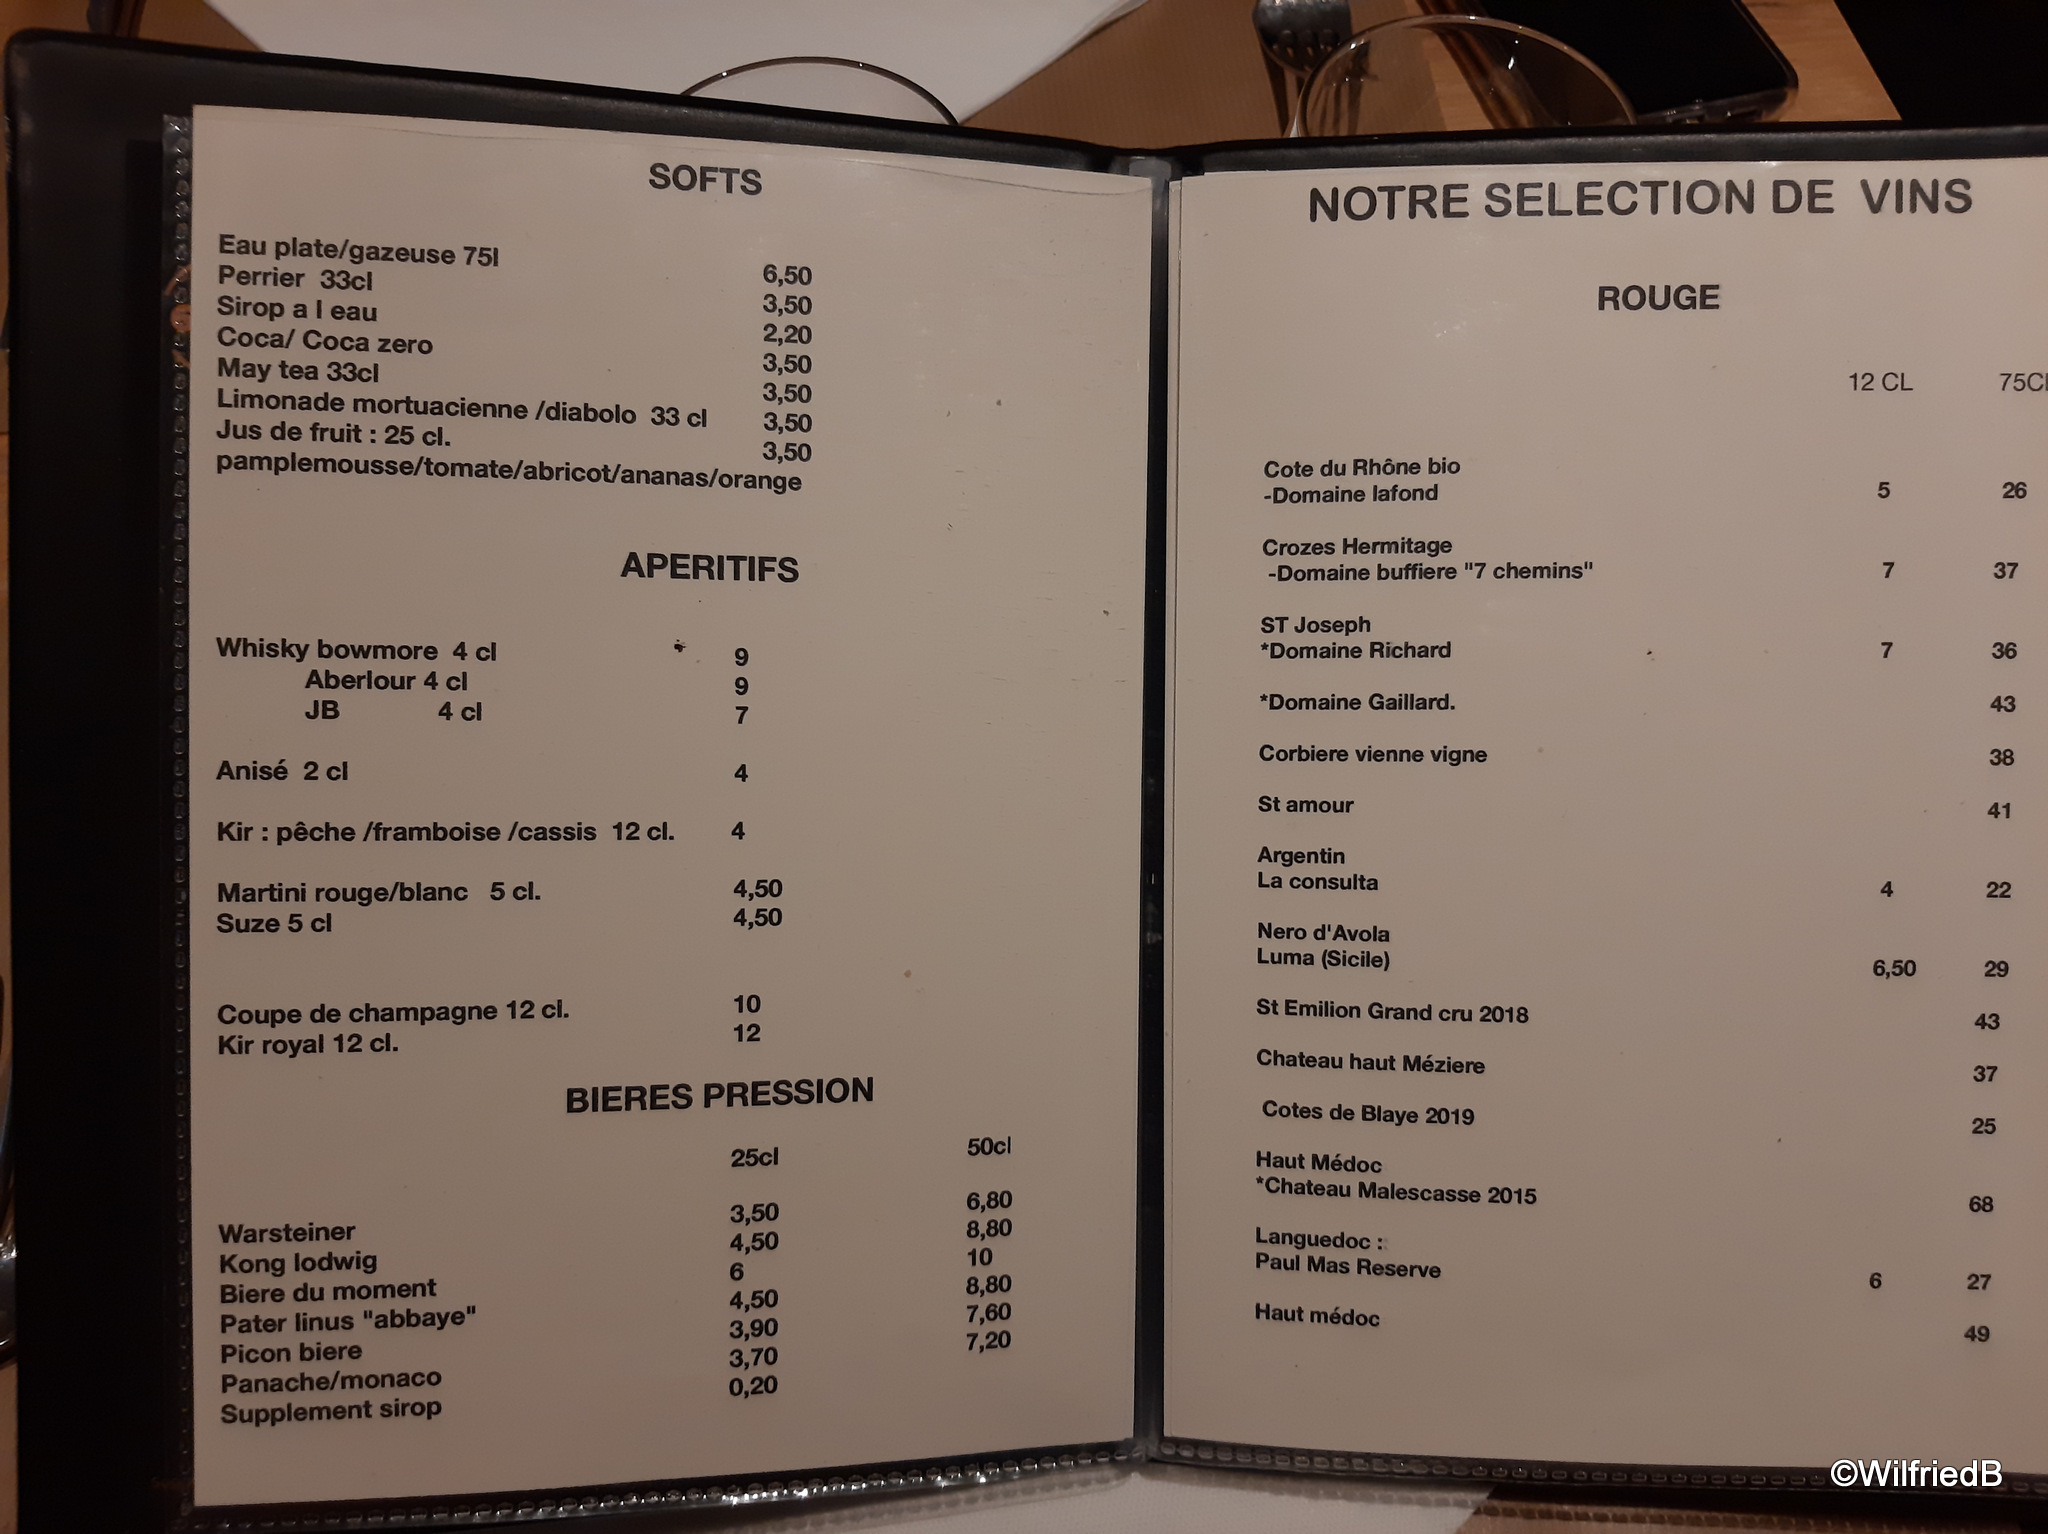 SOFTS
Eau plate/gazeuse 75l 6,50
Perrier 33cl 3,50
Sirop a l eau 2,20
Coca/ Coca zero 3,50
May tea 33cl 3,50
Limonade mortuacienne /diabolo 33 cl 3,50
Jus de fruit : 25 cl. 3,50
pamplemousse/tomate/abricot/ananas/orange
APERITIFS
Whisky bowmore 4 cl 9
Aberlour 4 cl 9
JB 4 cl 7
Anisé 2 cl 4
Kir : pêche /framboise /cassis 12 cl. 4
Martini rouge/blanc 5 cl. 4,50
Suze 5 cl 4,50
Coupe de champagne 12 cl. 10
Kir royal 12 cl. 12
BIERES PRESSION
25cl 50cl
Warsteiner 3,50 6,80
Kong lodwig 4,50 8,80
Biere du moment 6 10
Pater linus "abbaye" 4,50 8,80
Picon biere 3,90 7,60
Panache/monaco 3,70 7,20
Supplement sirop 0,20
NOTRE SELECTION DE VINS
ROUGE
12 CL 75Cl
Cote du Rhône bio
-Domaine lafond 5 26
Crozes Hermitage
-Domaine buffiere "7 chemins" 7 37
ST Joseph
*Domaine Richard 7 36
*Domaine Gaillard. 43
Corbiere vienne vigne 38
St amour 41
Argentin
La consulta 4 22
Nero d'Avola
Luma (Sicile) 6,50 29
St Emilion Grand cru 2018 43
Chateau haut Méziere 37
Cotes de Blaye 2019 25
Haut Médoc
*Chateau Malescasse 2015 68
Languedoc :
Paul Mas Reserve 6 27
Haut médoc 49
©WilfriedB